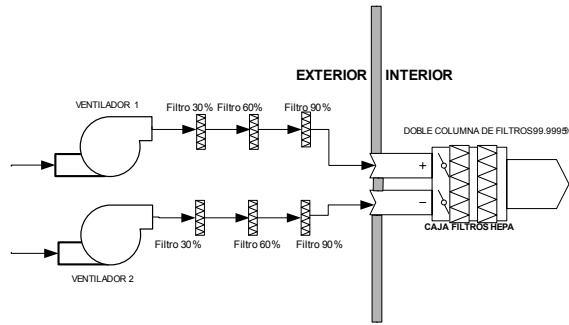 EXTERIOR INTERIOR
VENTILADOR 1
Filtro 30% Filtro 60% Filtro 90%
DOBLE COLUMNA DE FILTROS 99.9995
+
−
CAJA FILTROS HEPA
Filtro 30% Filtro 60% Filtro 90%
VENTILADOR 2